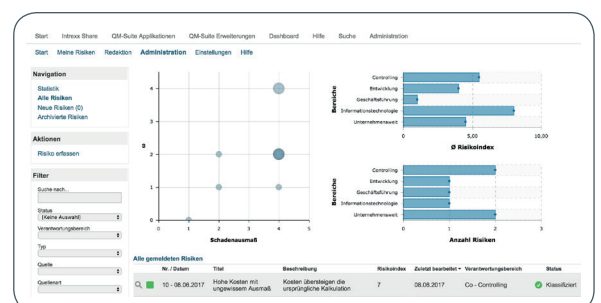 Start Intrexx Share QM-Suite Applikationen QM-Suite Erweiterungen Dashboard Hilfe Suche Administration
Start Meine Risiken Redaktion Administration Einstellungen Hilfe
Navigation
Statistik
Alle Risiken
Neue Risiken (0)
Archivierte Risiken
Aktionen
Risiko erfassen
Filter
Suche nach...
Status
[Keine Auswahl]
Verantwortungsbereich
Typ
Quelle
Quellenart
4
3
2
1
0
0 1 2 3 4 5
Schadenausmaß
Bereiche
Controlling
Entwicklung
Geschäftsführung
Informationstechnologie
Unternehmensweit
0 5,00 10,00
Ø Risikoindex
Bereiche
Controlling
Entwicklung
Geschäftsführung
Informationstechnologie
Unternehmensweit
0 1 2 3
Anzahl Risiken
Alle gemeldeten Risiken
Nr. / Datum Titel Beschreibung Risikoindex Zuletzt bearbeitet Verantwortungsbereich Status
10 - 08.06.2017 Hohe Kosten mit ungewissem Ausmaß Kosten übersteigen die ursprüngliche Kalkulation 7 08.08.2017 Co - Controlling Klassifiziert